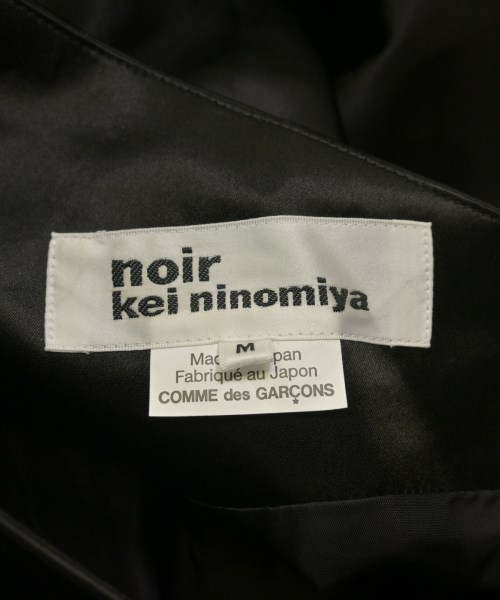 noir
kei ninomiya
M
Fabriqué au Japon
COMME des GARÇONS